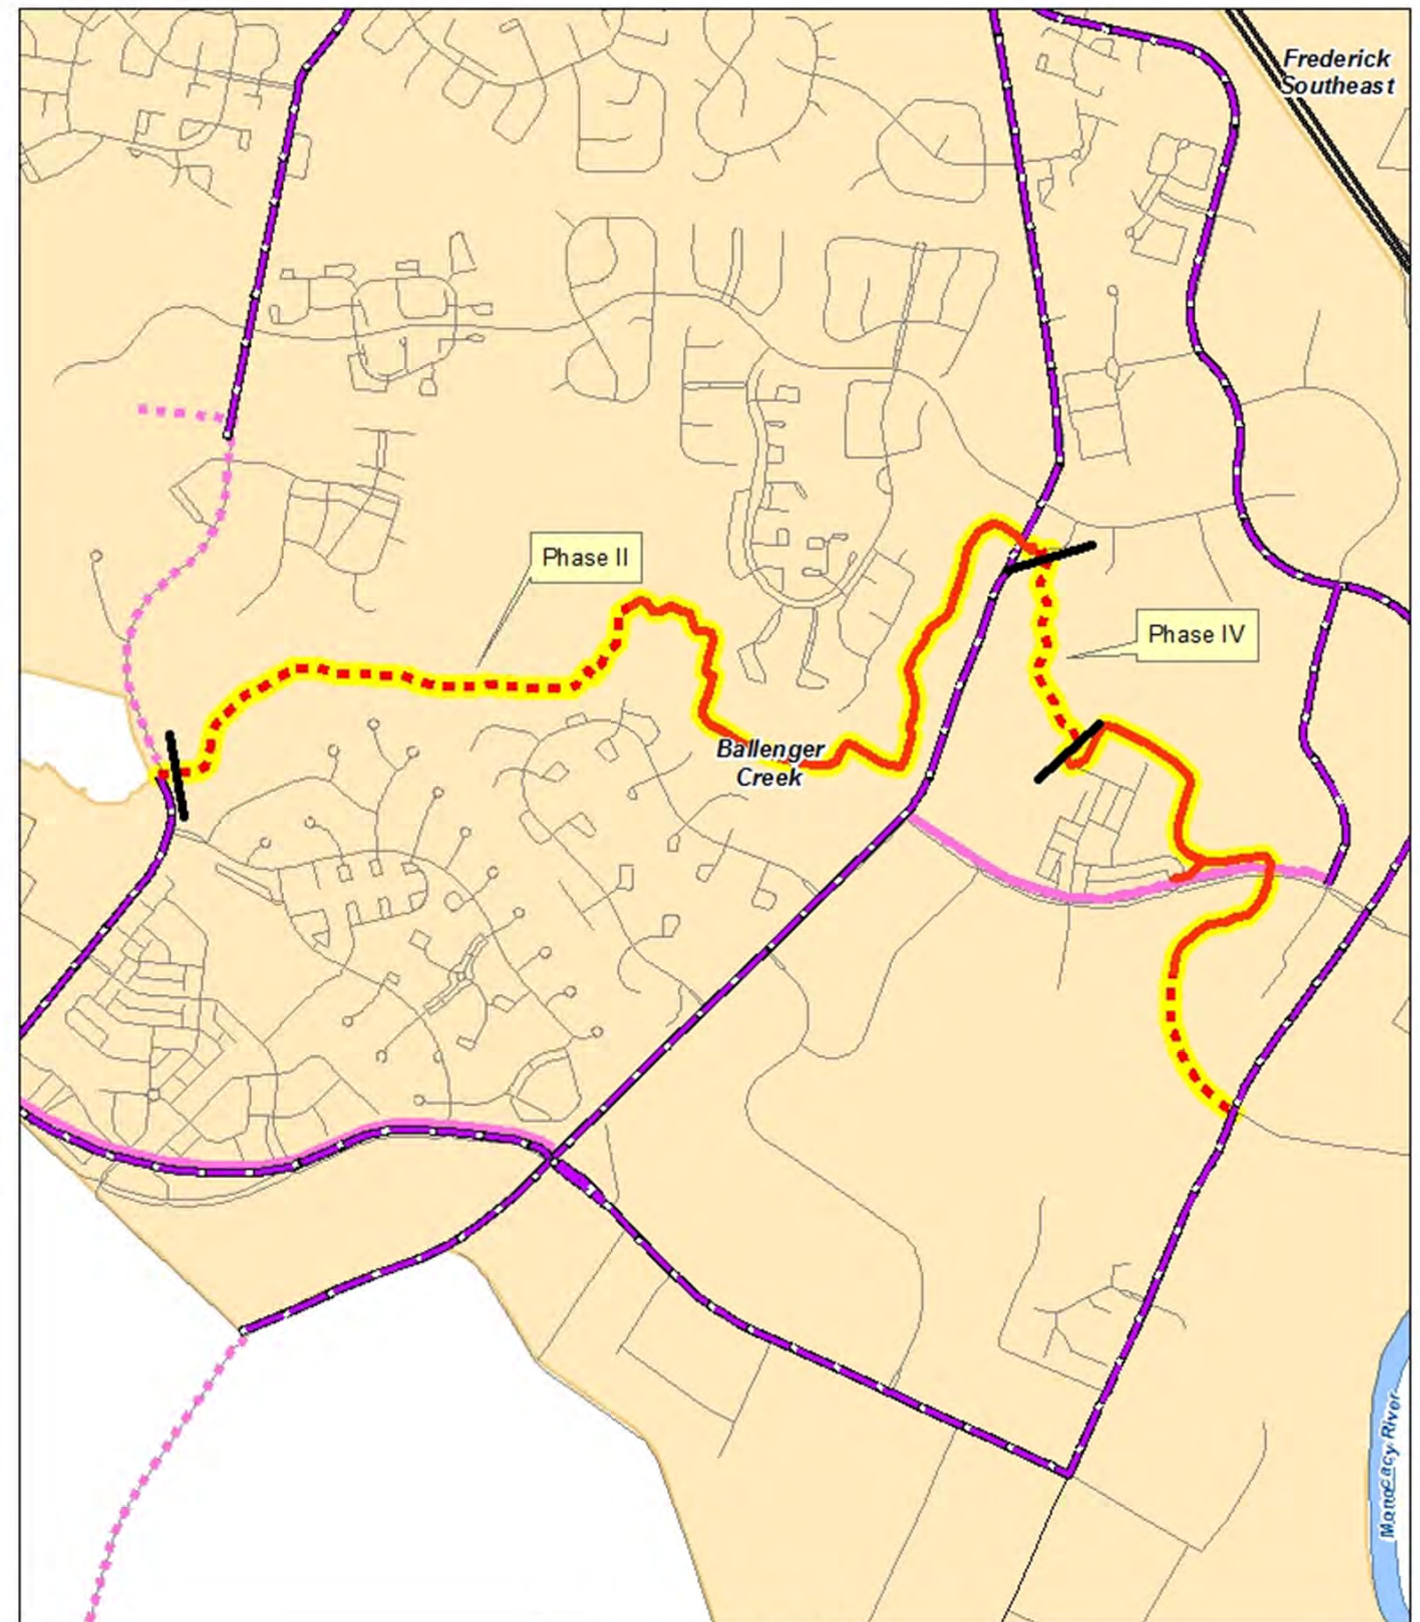 Frederick
Southeast
Phase II
Phase IV
Ballenger
Creek
Monocacy River